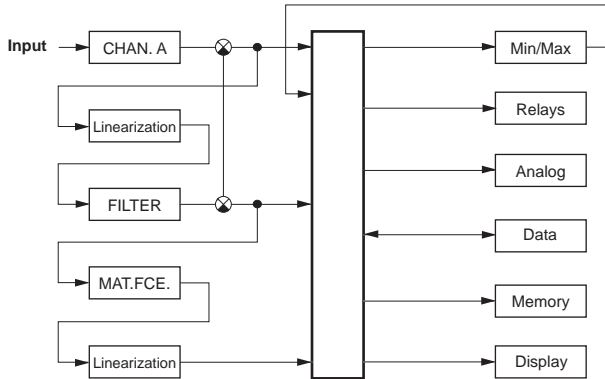 Input
CHAN. A
Min/Max
Linearization
Relays
Analog
FILTER
Data
MAT.FCE.
Memory
Linearization
Display